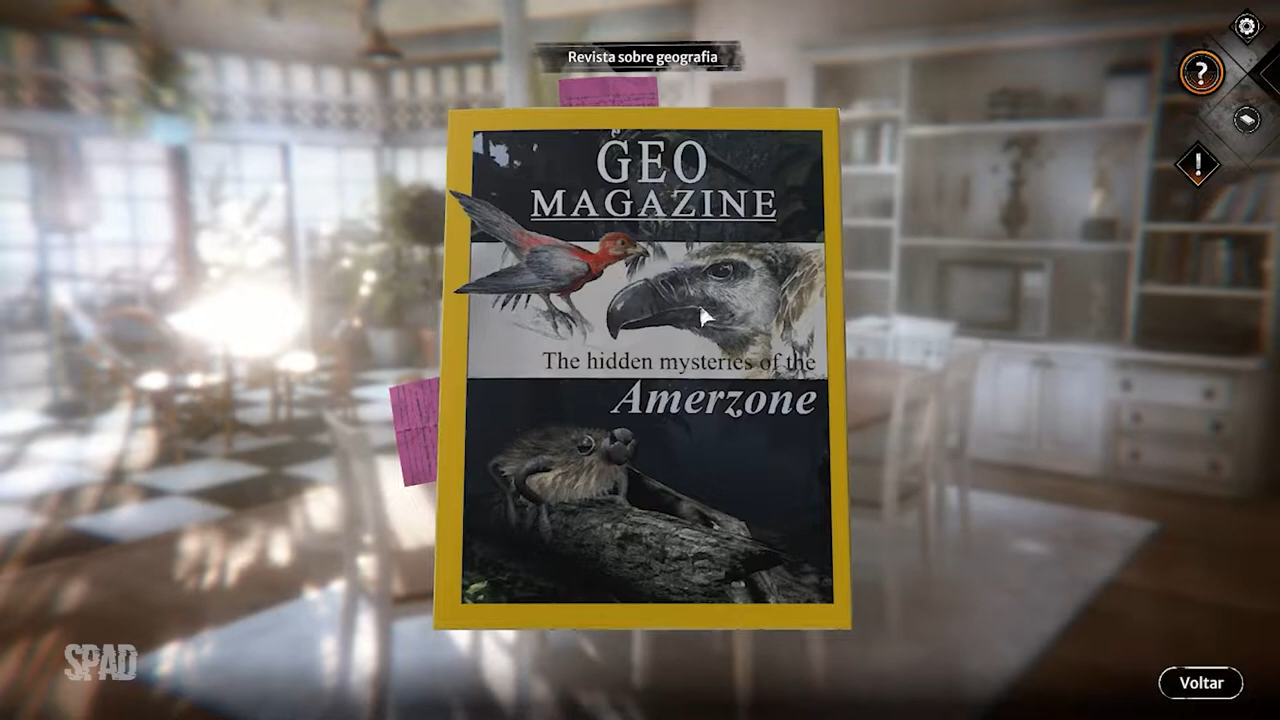 Revista sobre geografia
GEO
MAGAZINE
The hidden mysteries of the
Amerzone
?
!
SPAD
Voltar